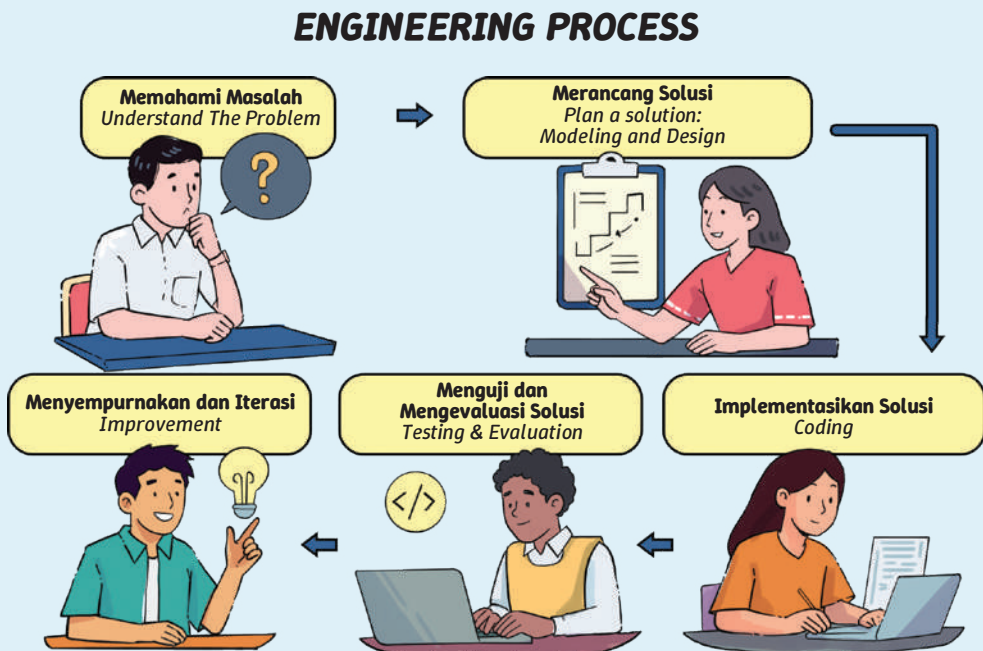 ENGINEERING PROCESS
Memahami Masalah
Understand The Problem
Merancang Solusi
Plan a solution:
Modeling and Design
?
Implementasikan Solusi
Coding
Menguji dan
Mengevaluasi Solusi
Testing & Evaluation
</>
Menyempurnakan dan Iterasi
Improvement